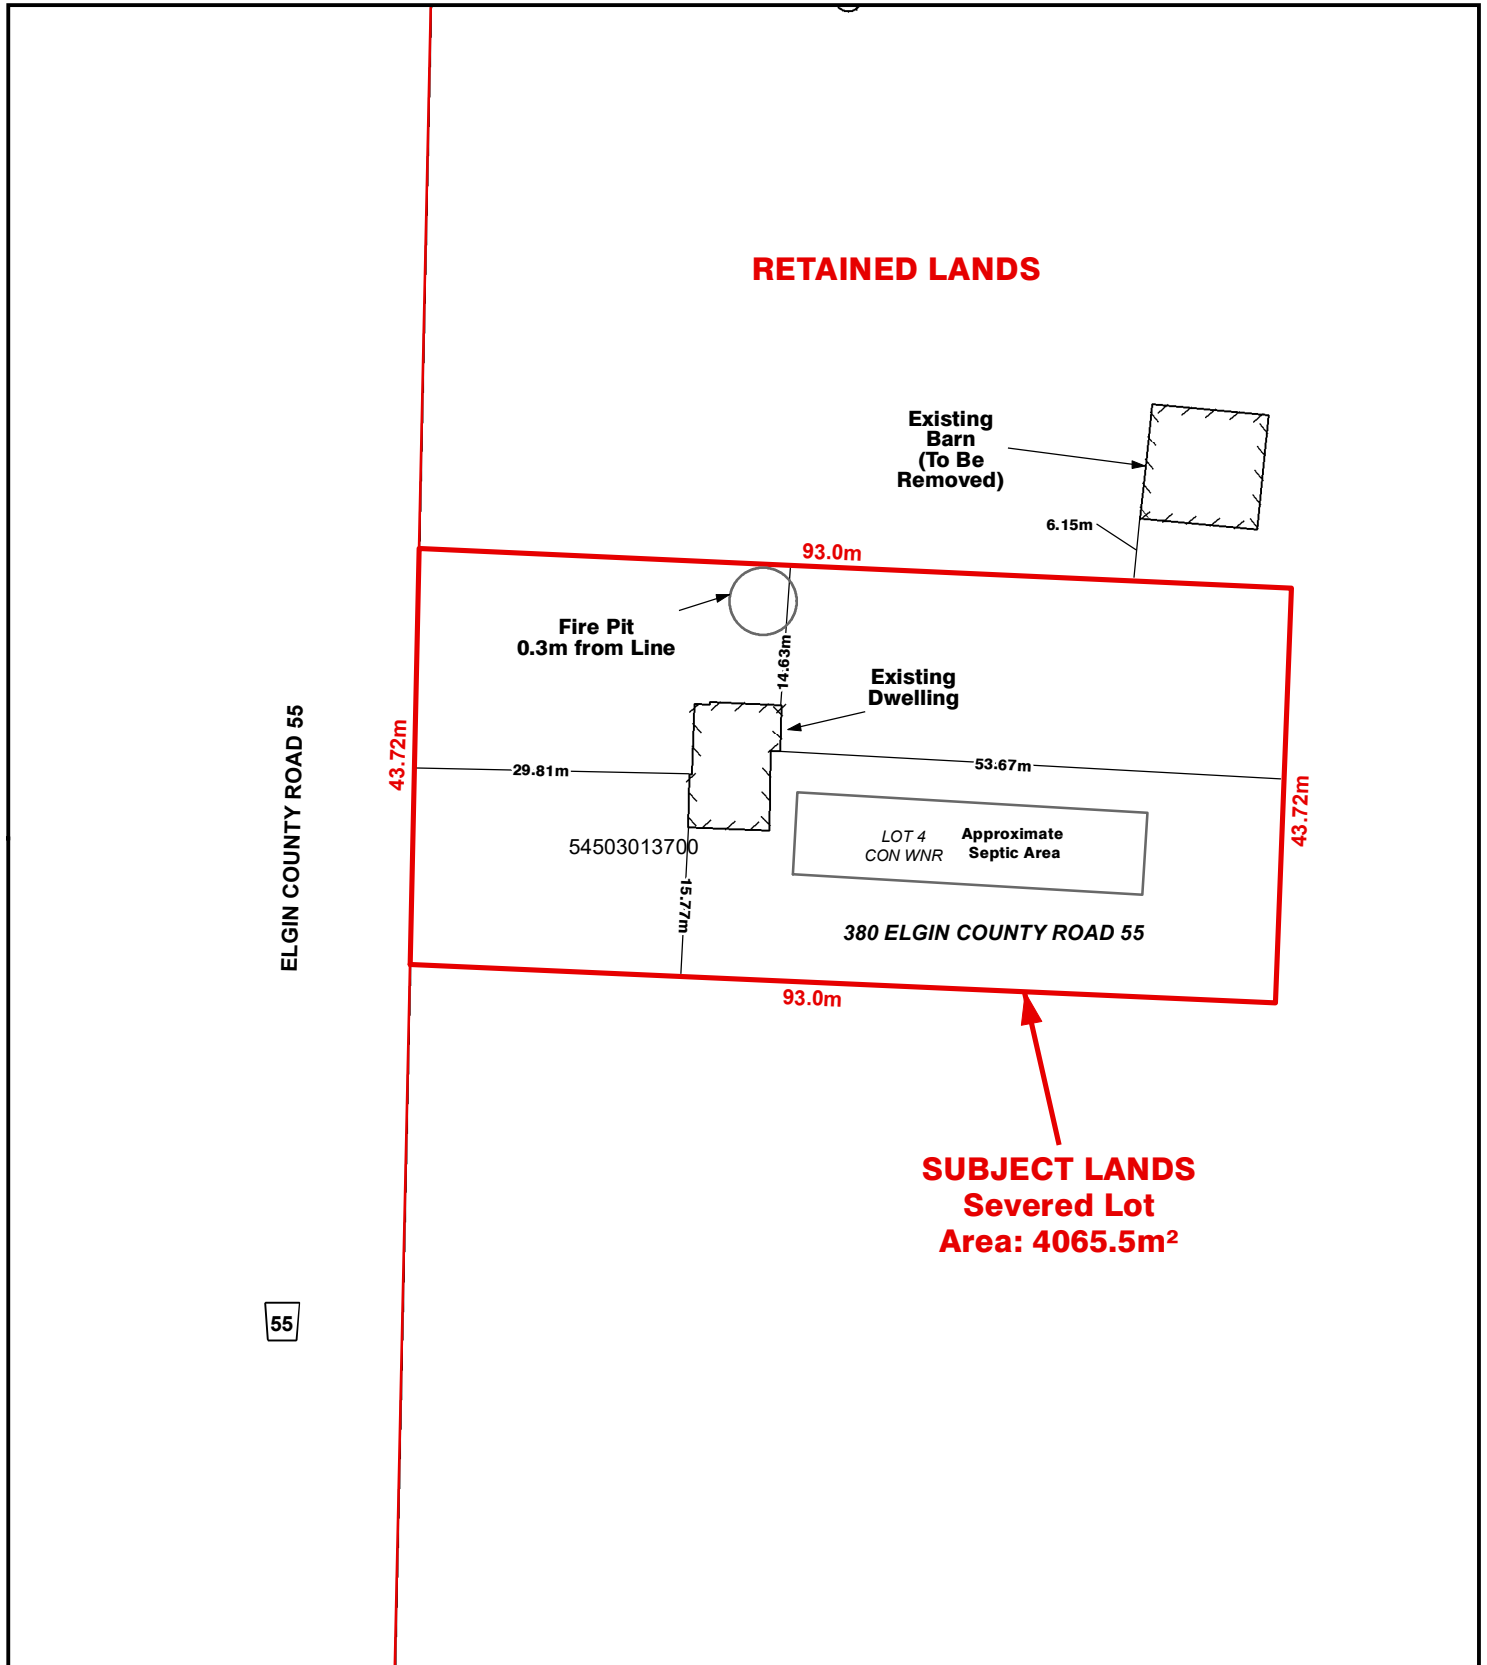 RETAINED LANDS
Existing
Barn
(To Be
Removed)
6.15m
93.0m
Fire Pit
0.3m from Line
14.63m
Existing
Dwelling
ELGIN COUNTY ROAD 55
43.72m
29.81m
53.67m
43.72m
54503013700
LOT 4
CON WNR
Approximate
Septic Area
15.77m
380 ELGIN COUNTY ROAD 55
93.0m
SUBJECT LANDS
Severed Lot
Area: 4065.5m²
55